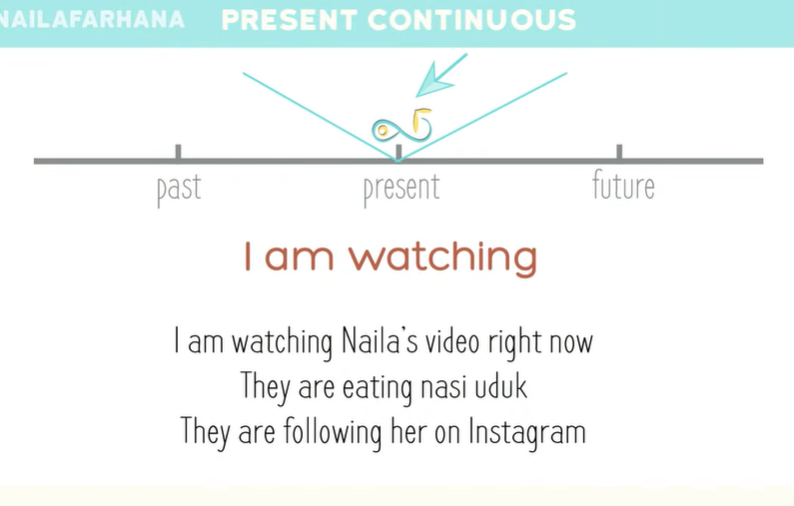 NAILAFARHANA PRESENT CONTINUOUS
past present future
I am watching
I am watching Naila's video right now
They are eating nasi uduk
They are following her on Instagram